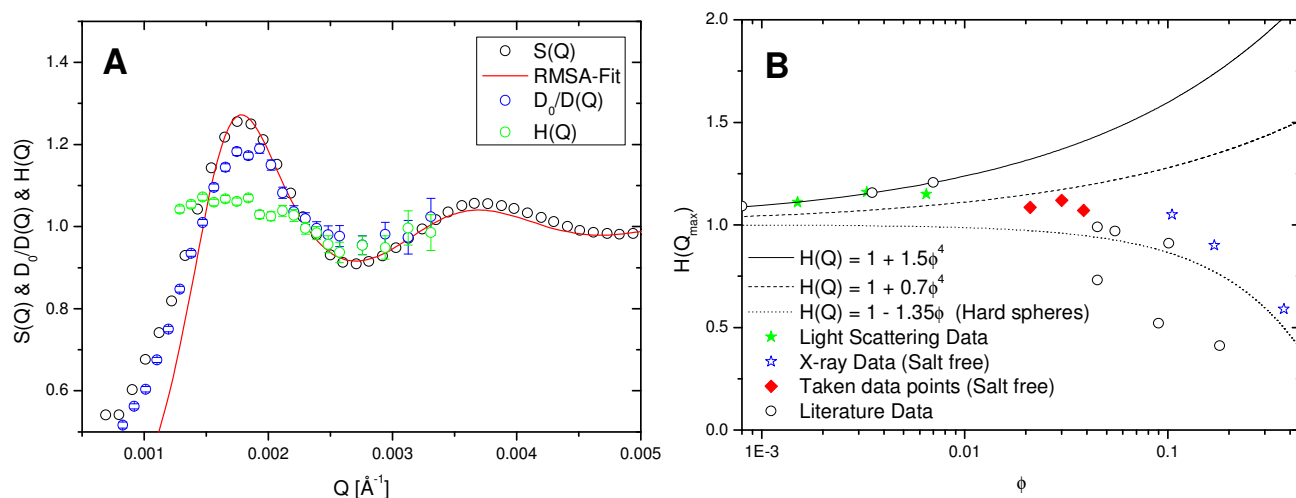 A
S(Q)
RMSA-Fit
D₀/D(Q)
H(Q)
S(Q) & D₀/D(Q) & H(Q)
1.4
1.2
1.0
0.8
0.6
0.001
0.002
0.003
0.004
0.005
Q [Å⁻¹]
B
H(Qₘₐₓ)
2.0
1.5
1.0
0.5
0.0
H(Q) = 1 + 1.5ϕ⁴
H(Q) = 1 + 0.7ϕ⁴
H(Q) = 1 - 1.35ϕ (Hard spheres)
Light Scattering Data
X-ray Data (Salt free)
Taken data points (Salt free)
Literature Data
1E-3
0.01
0.1
ϕ